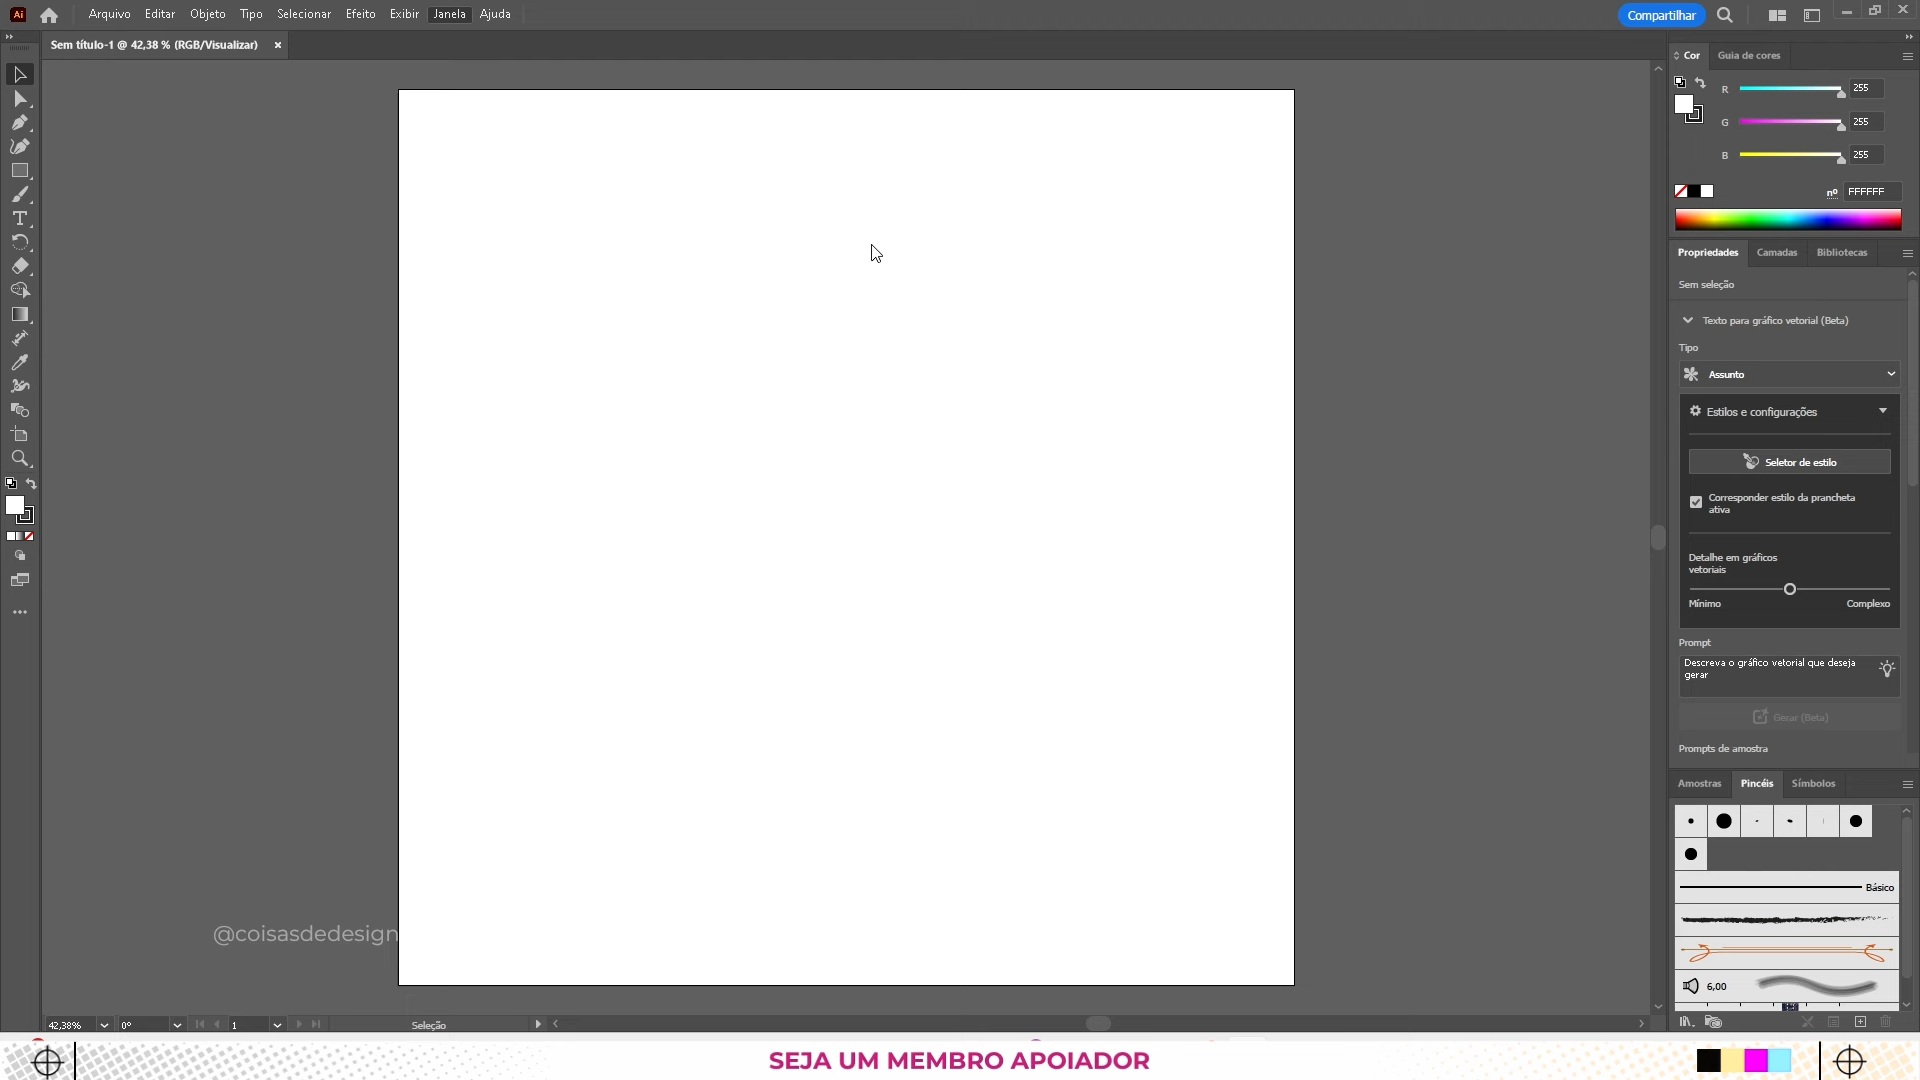 Ai Arquivo Editar Objeto Tipo Selecionar Efeito Exibir Janela Ajuda Compartilhar
Sem título-1 @ 42,38 % (RGB/Visualizar) ×
Cor Guia de cores
R 255
G 255
B 255
nº FFFFFF
Propriedades Camadas Bibliotecas
Sem seleção
Texto para gráfico vetorial (Beta)
Tipo
Assunto
Estilos e configurações
Seletor de estilo
Corresponder estilo da prancheta
ativa
Detalhe em gráficos
vetoriais
Mínimo Complexo
Prompt
Descreva o gráfico vetorial que deseja
gerar
Gerar (Beta)
Prompts de amostra
Amostras Pincéis Símbolos
Básico
6,00
@coisasdedesign
42,38% 0° 1 Seleção
SEJA UM MEMBRO APOIADOR